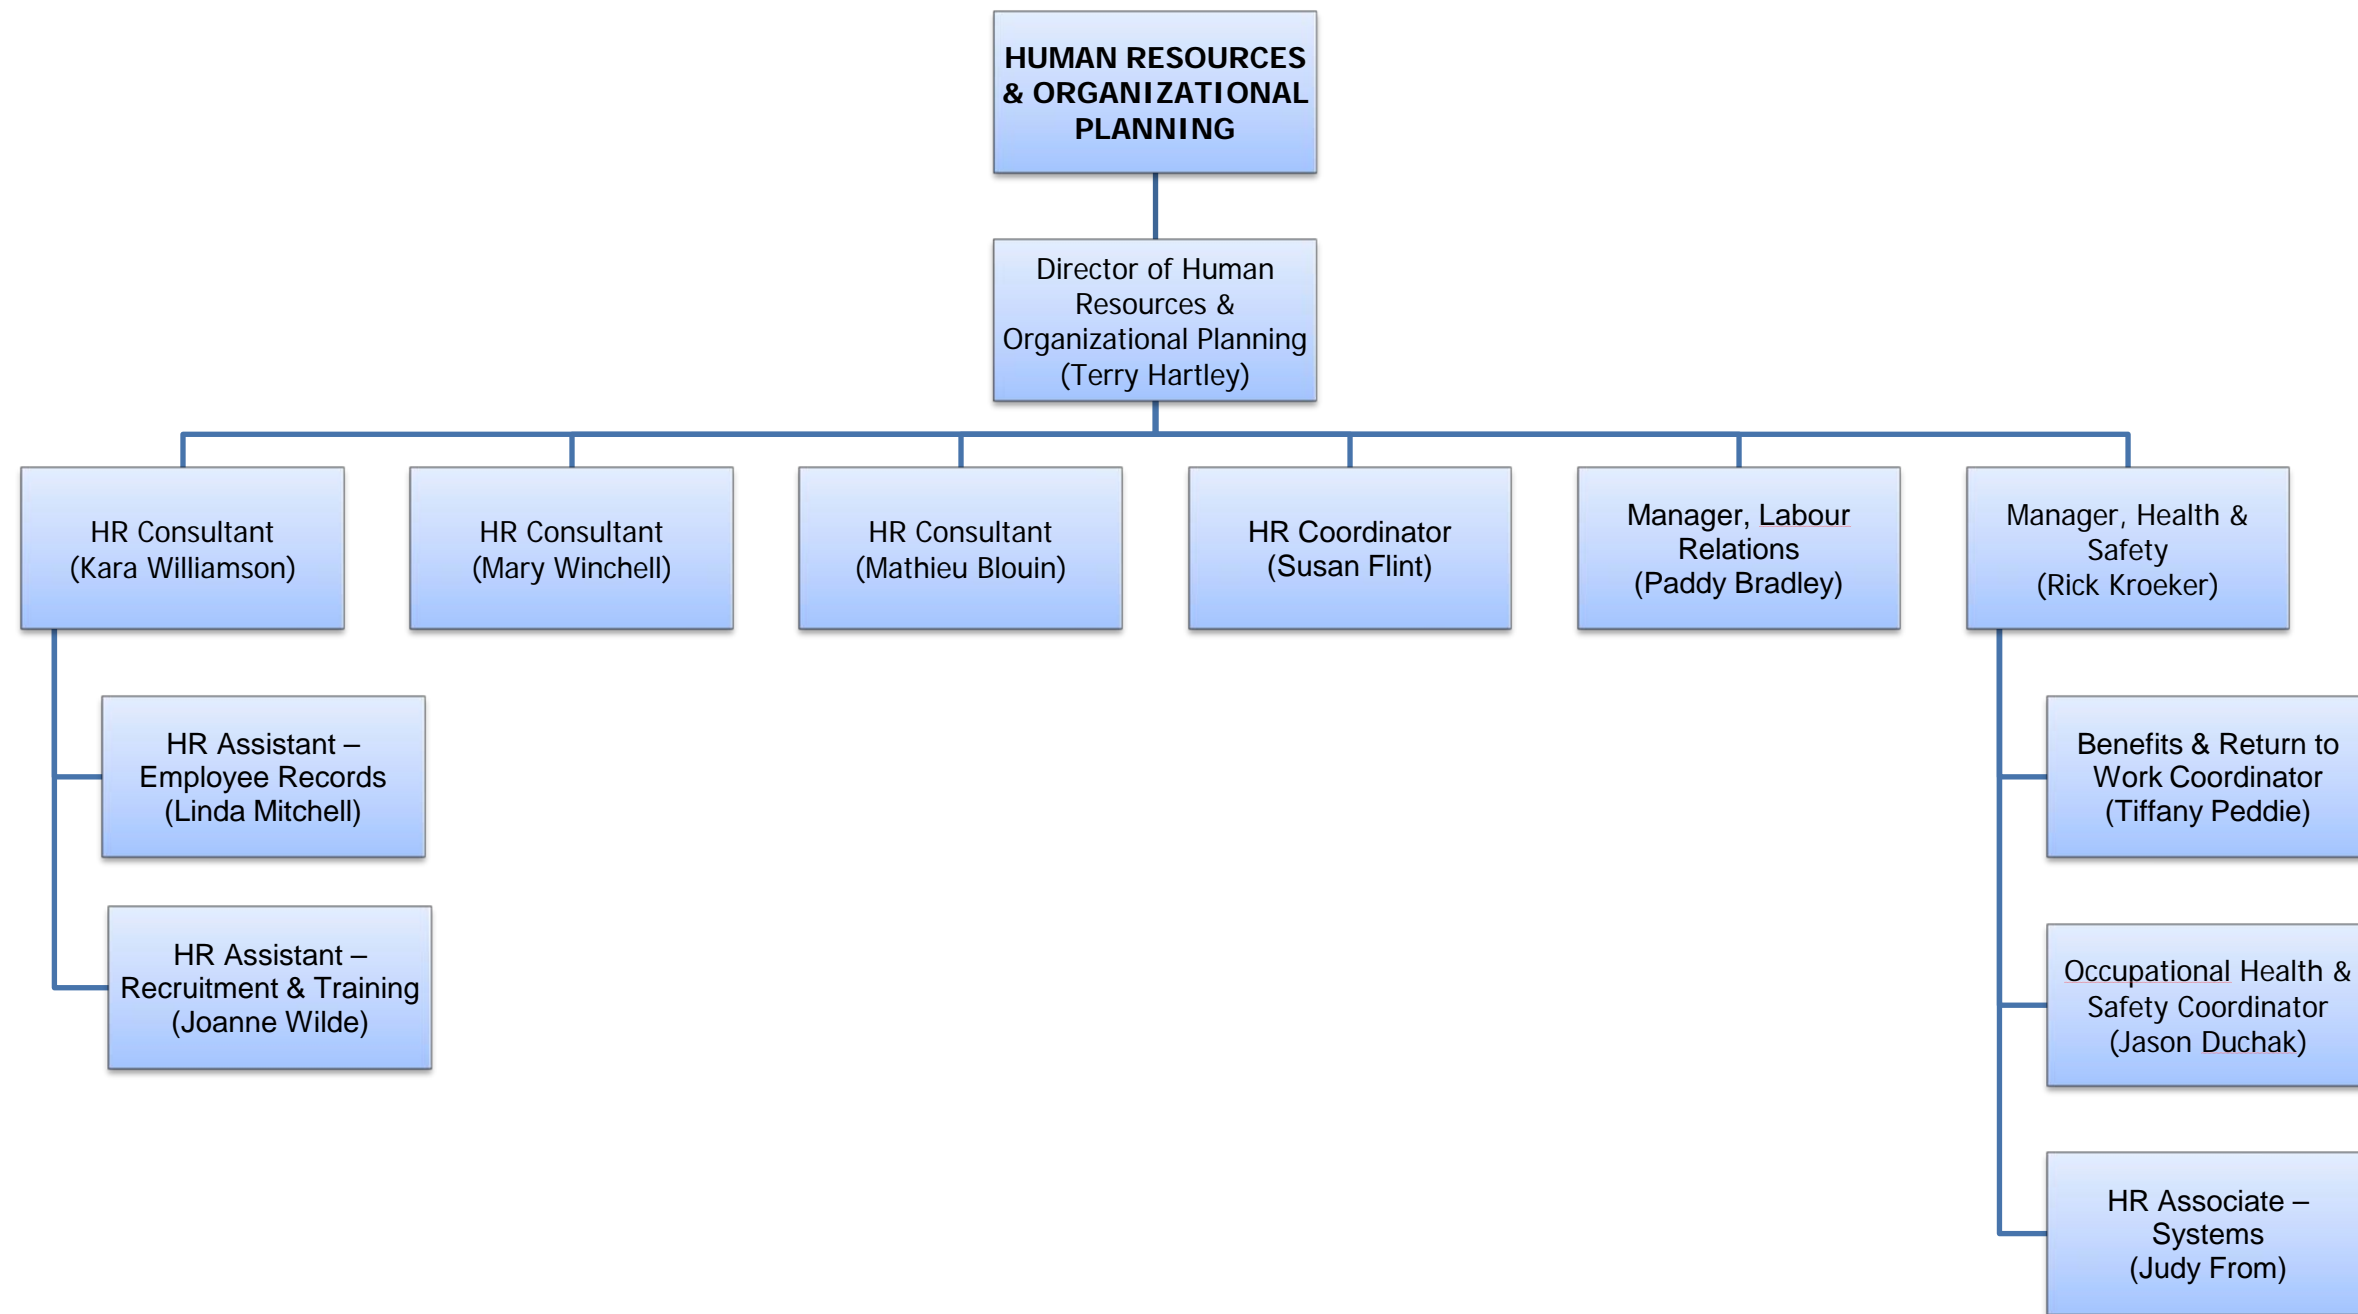 HUMAN RESOURCES
& ORGANIZATIONAL
PLANNING
Director of Human
Resources &
Organizational Planning
(Terry Hartley)
HR Consultant
(Kara Williamson)
HR Consultant
(Mary Winchell)
HR Consultant
(Mathieu Blouin)
HR Coordinator
(Susan Flint)
Manager, Labour
Relations
(Paddy Bradley)
Manager, Health &
Safety
(Rick Kroeker)
HR Assistant –
Employee Records
(Linda Mitchell)
HR Assistant –
Recruitment & Training
(Joanne Wilde)
Benefits & Return to
Work Coordinator
(Tiffany Peddie)
Occupational Health &
Safety Coordinator
(Jason Duchak)
HR Associate –
Systems
(Judy From)